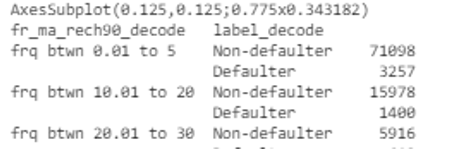 AxesSubplot(0.125,0.125;0.775x0.343182)
fr_ma_rech90_decode label_decode
frq btwn 0.01 to 5 Non-defaulter 71098
Defaulter 3257
frq btwn 10.01 to 20 Non-defaulter 15978
Defaulter 1400
frq btwn 20.01 to 30 Non-defaulter 5916